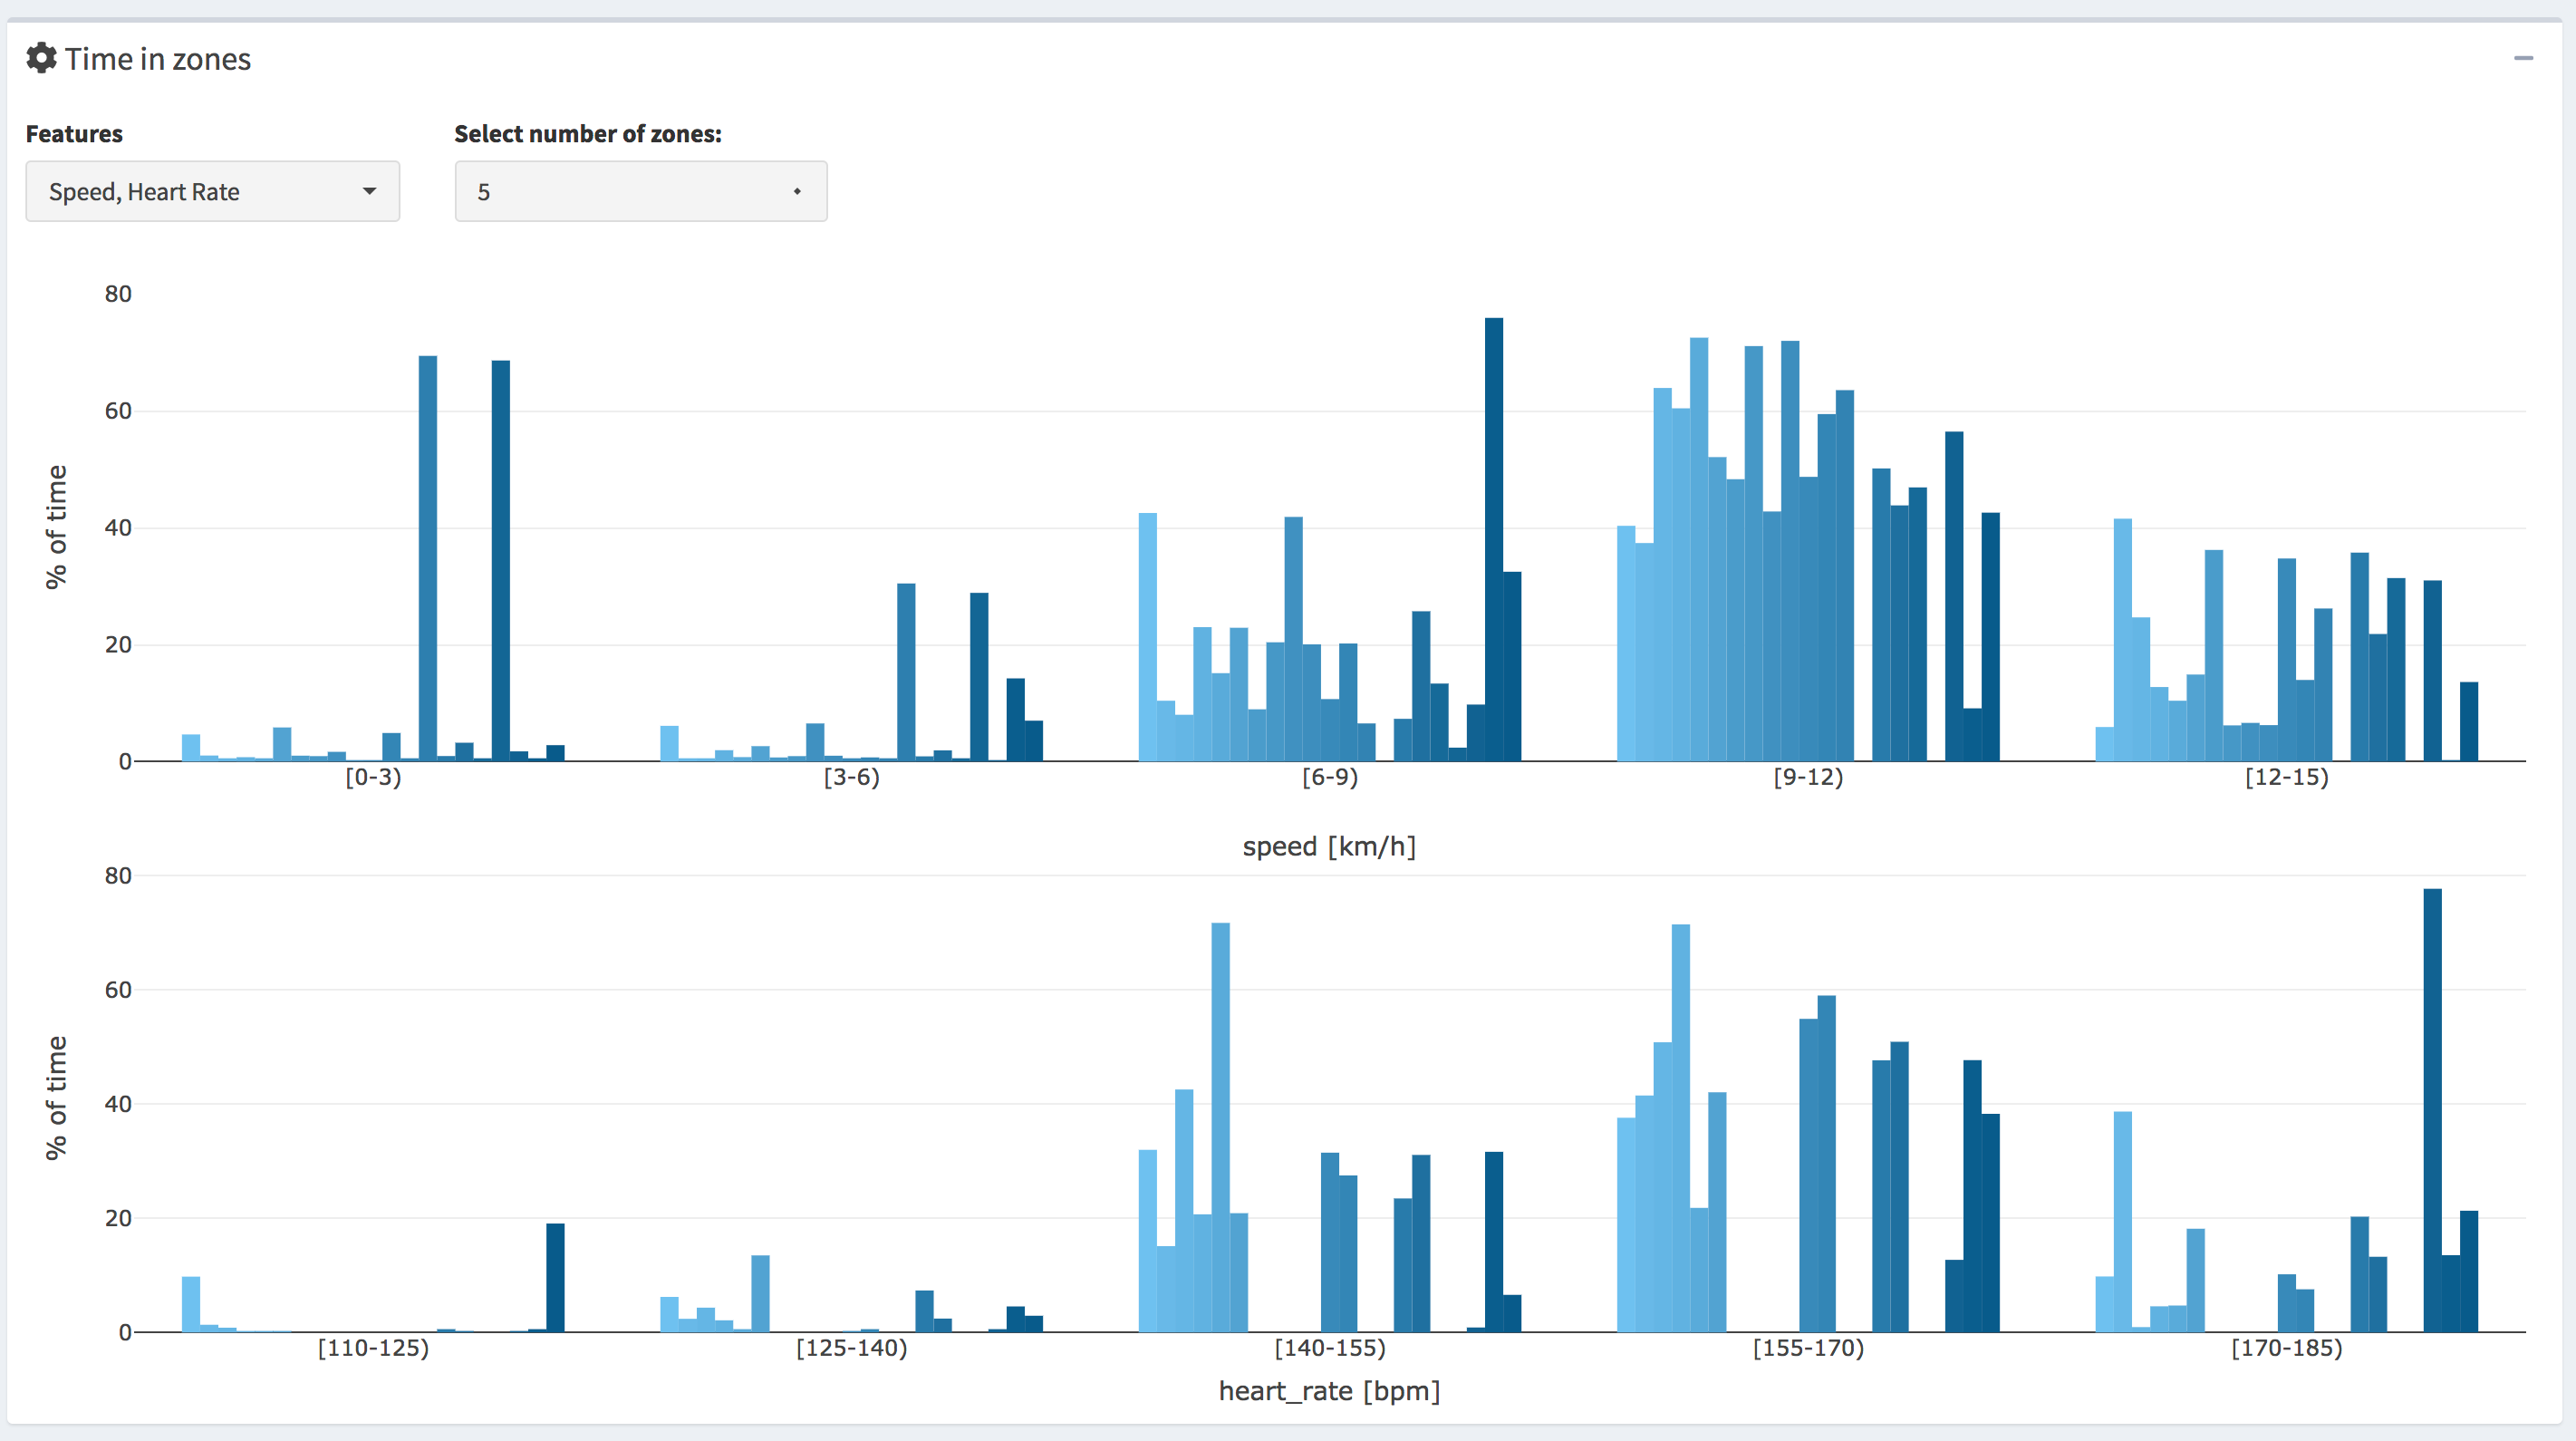 Time in zones
Features
Select number of zones:
Speed, Heart Rate
5
80
60
40
20
0
% of time
[0-3)
[3-6)
[6-9)
[9-12)
[12-15)
speed [km/h]
80
60
40
20
0
% of time
[110-125)
[125-140)
[140-155)
[155-170)
[170-185)
heart_rate [bpm]